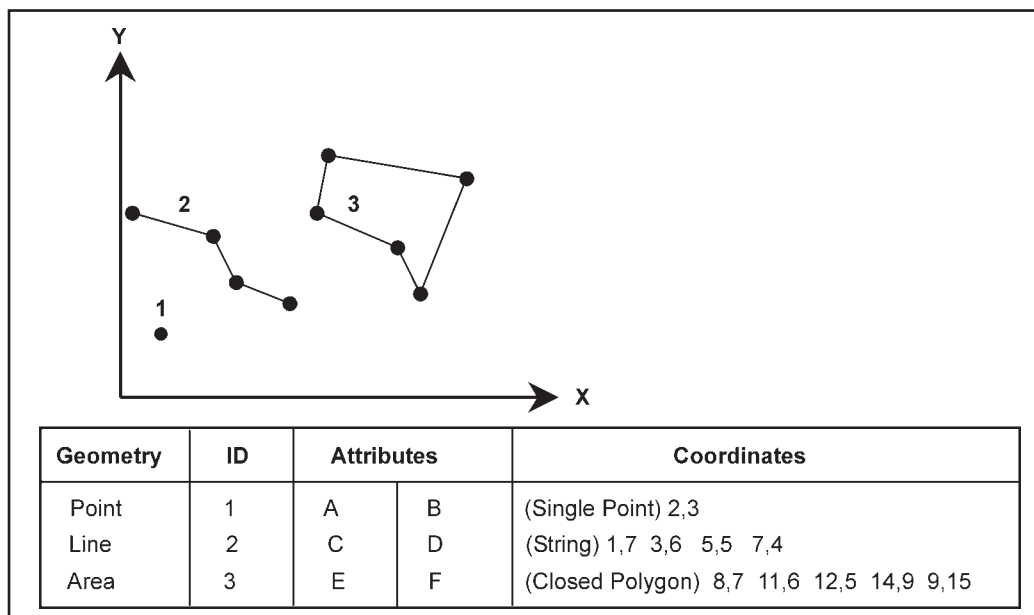 Y
2
3
1
X
Geometry ID Attributes Coordinates
Point 1 A B (Single Point) 2,3
Line 2 C D (String) 1,7 3,6 5,5 7,4
Area 3 E F (Closed Polygon) 8,7 11,6 12,5 14,9 9,15